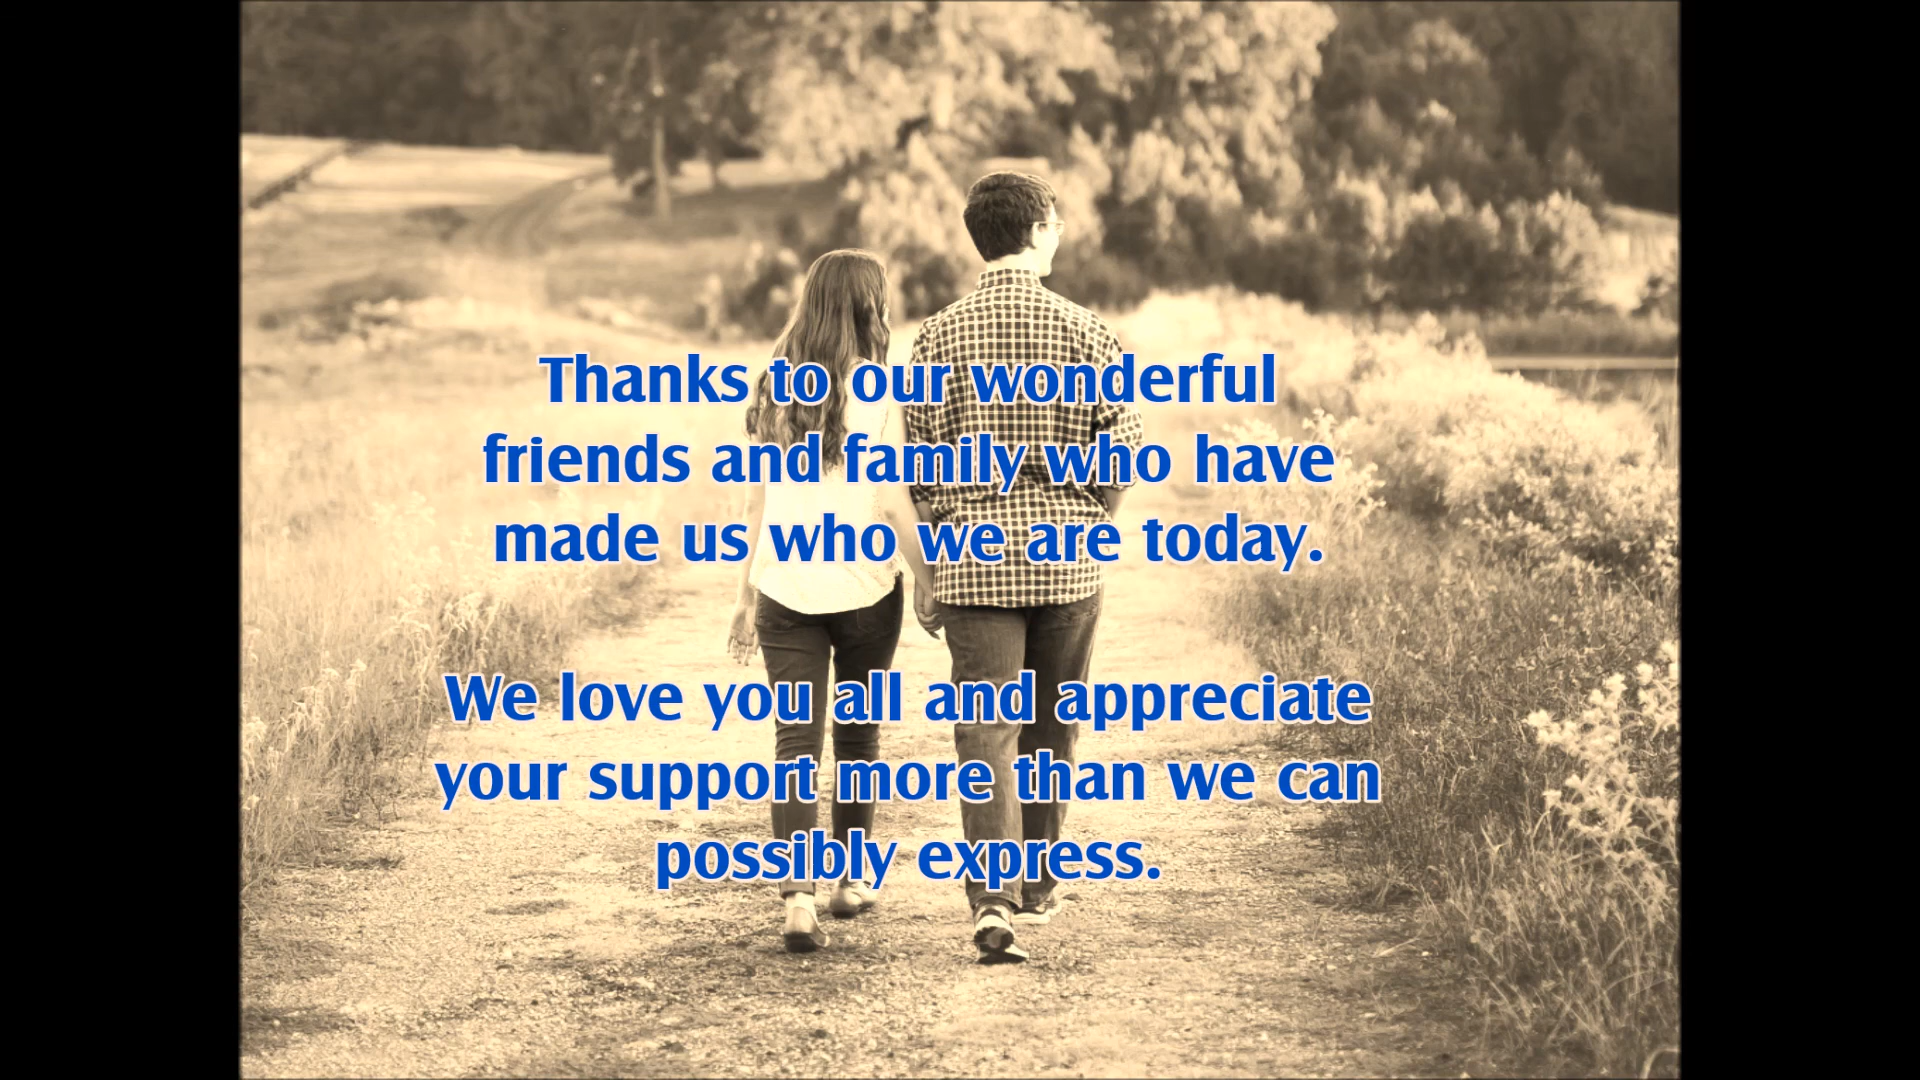 Thanks to our wonderful
friends and family who have
made us who we are today.
We love you all and appreciate
your support more than we can
possibly express.